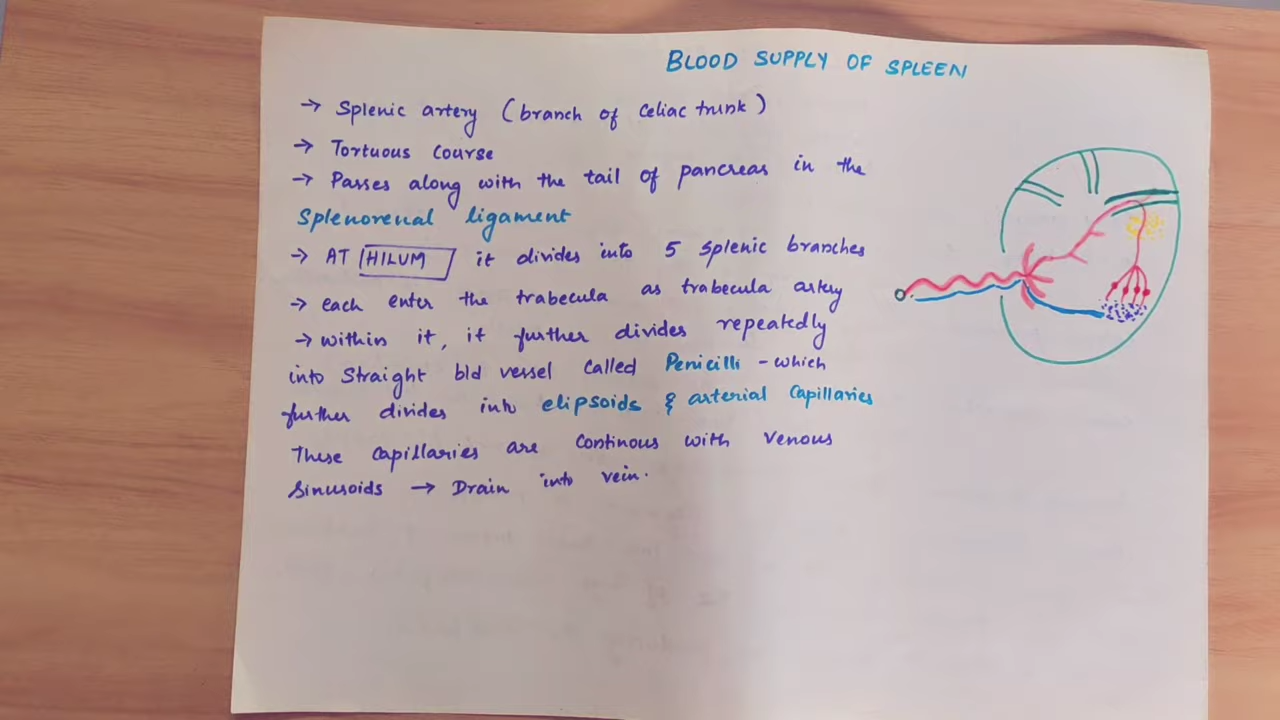 BLOOD SUPPLY OF SPLEEN
→ Splenic artery (branch of Celiac trunk)
→ Tortuous Course
→ Passes along with the tail of pancreas in the
Splenorenal ligament
→ AT HILUM it divides into 5 splenic branches
→ each enter the trabecula as trabecula artery
→ within it, it further divides repeatedly
into Straight bld vessel called Penicilli - which
further divides into elipsoids & arterial Capillaries
These Capillaries are Continous with Venous
Sinusoids → Drain into vein.